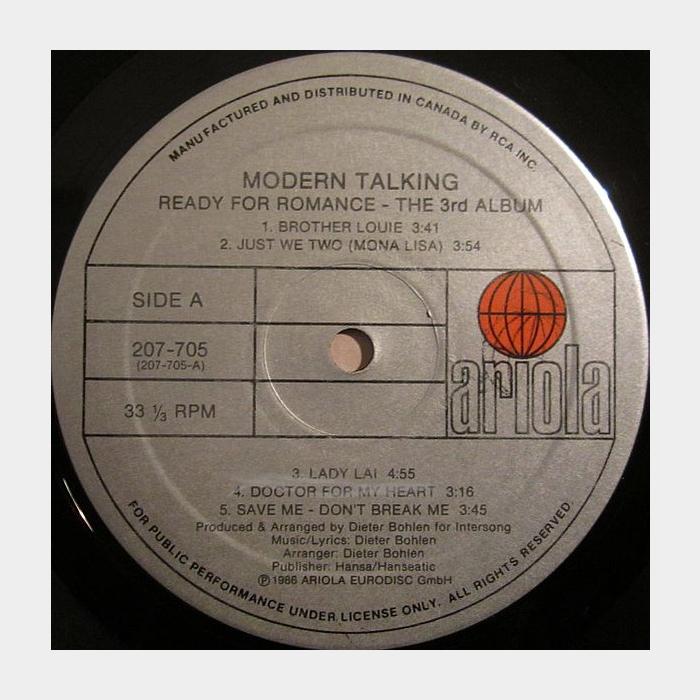 MANUFACTURED AND DISTRIBUTED IN CANADA BY RCA INC.
MODERN TALKING
READY FOR ROMANCE - THE 3rd ALBUM
1. BROTHER LOUIE 3:41
2. JUST WE TWO (MONA LISA) 3:54
SIDE A
207-705
(207-705-A)
33 ⅓ RPM
ariola
3. LADY LAI 4:55
4. DOCTOR FOR MY HEART 3:16
5. SAVE ME - DON'T BREAK ME 3:45
Produced & Arranged by Dieter Bohlen for Intersong
Music/Lyrics: Dieter Bohlen
Arranger: Dieter Bohlen
Publisher: Hansa/Hanseatic
℗1986 ARIOLA EURODISC GmbH
FOR PUBLIC PERFORMANCE UNDER LICENSE ONLY. ALL RIGHTS RESERVED.